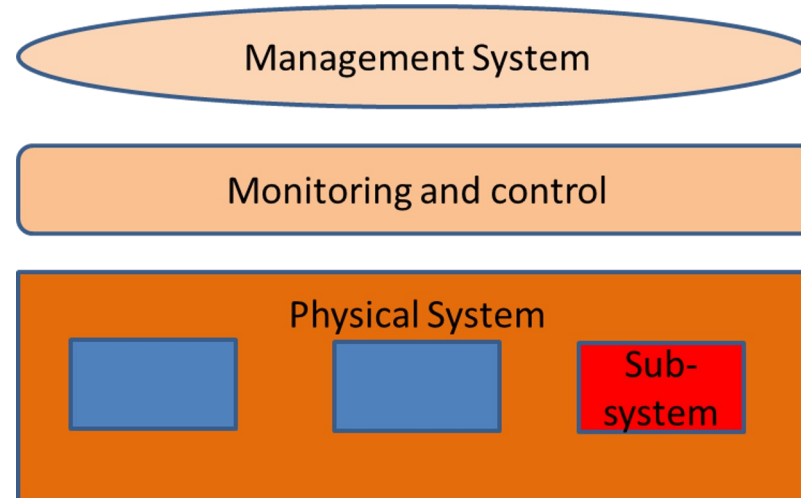 Management System
Monitoring and control
Physical System
Sub-
system